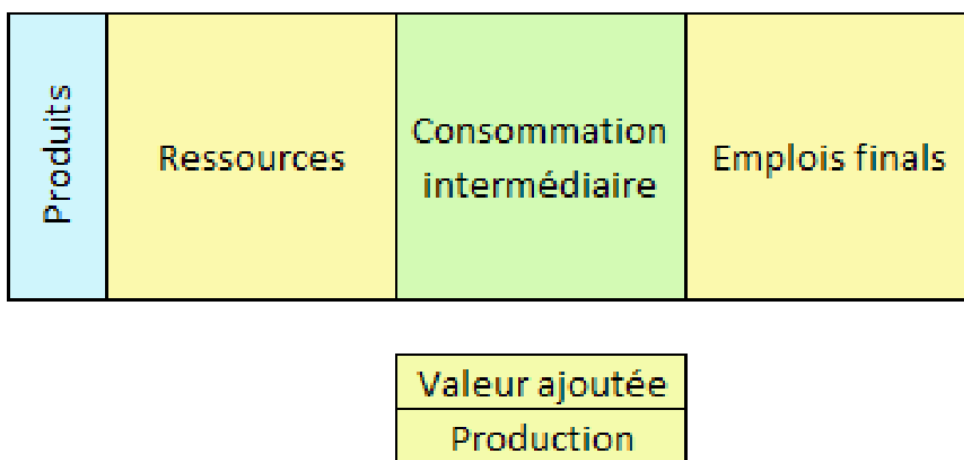 Produits
Ressources
Consommation
intermédiaire
Emplois finals
Valeur ajoutée
Production